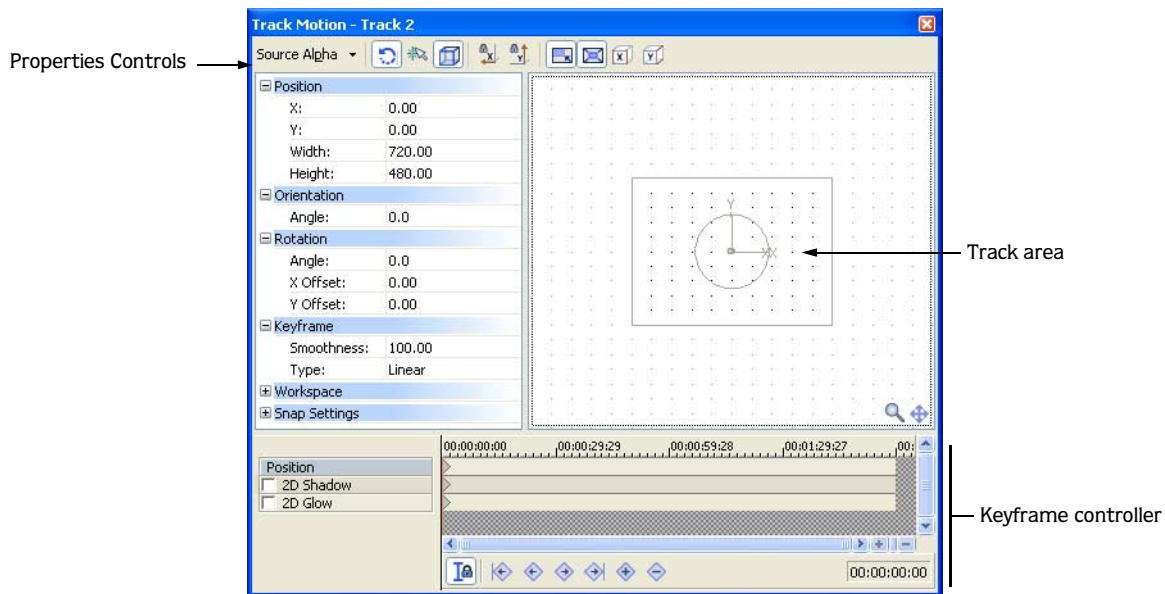 Track Motion - Track 2
Properties Controls
Source Alpha
Position
X: 0.00
Y: 0.00
Width: 720.00
Height: 480.00
Orientation
Angle: 0.0
Rotation
Angle: 0.0
X Offset: 0.00
Y Offset: 0.00
Keyframe
Smoothness: 100.00
Type: Linear
Workspace
Snap Settings
X Y
Y
X
Track area
00:00:00:00 00:00:29:29 00:00:59:28 00:01:29:27 00:
Position
2D Shadow
2D Glow
Keyframe controller
00:00:00:00